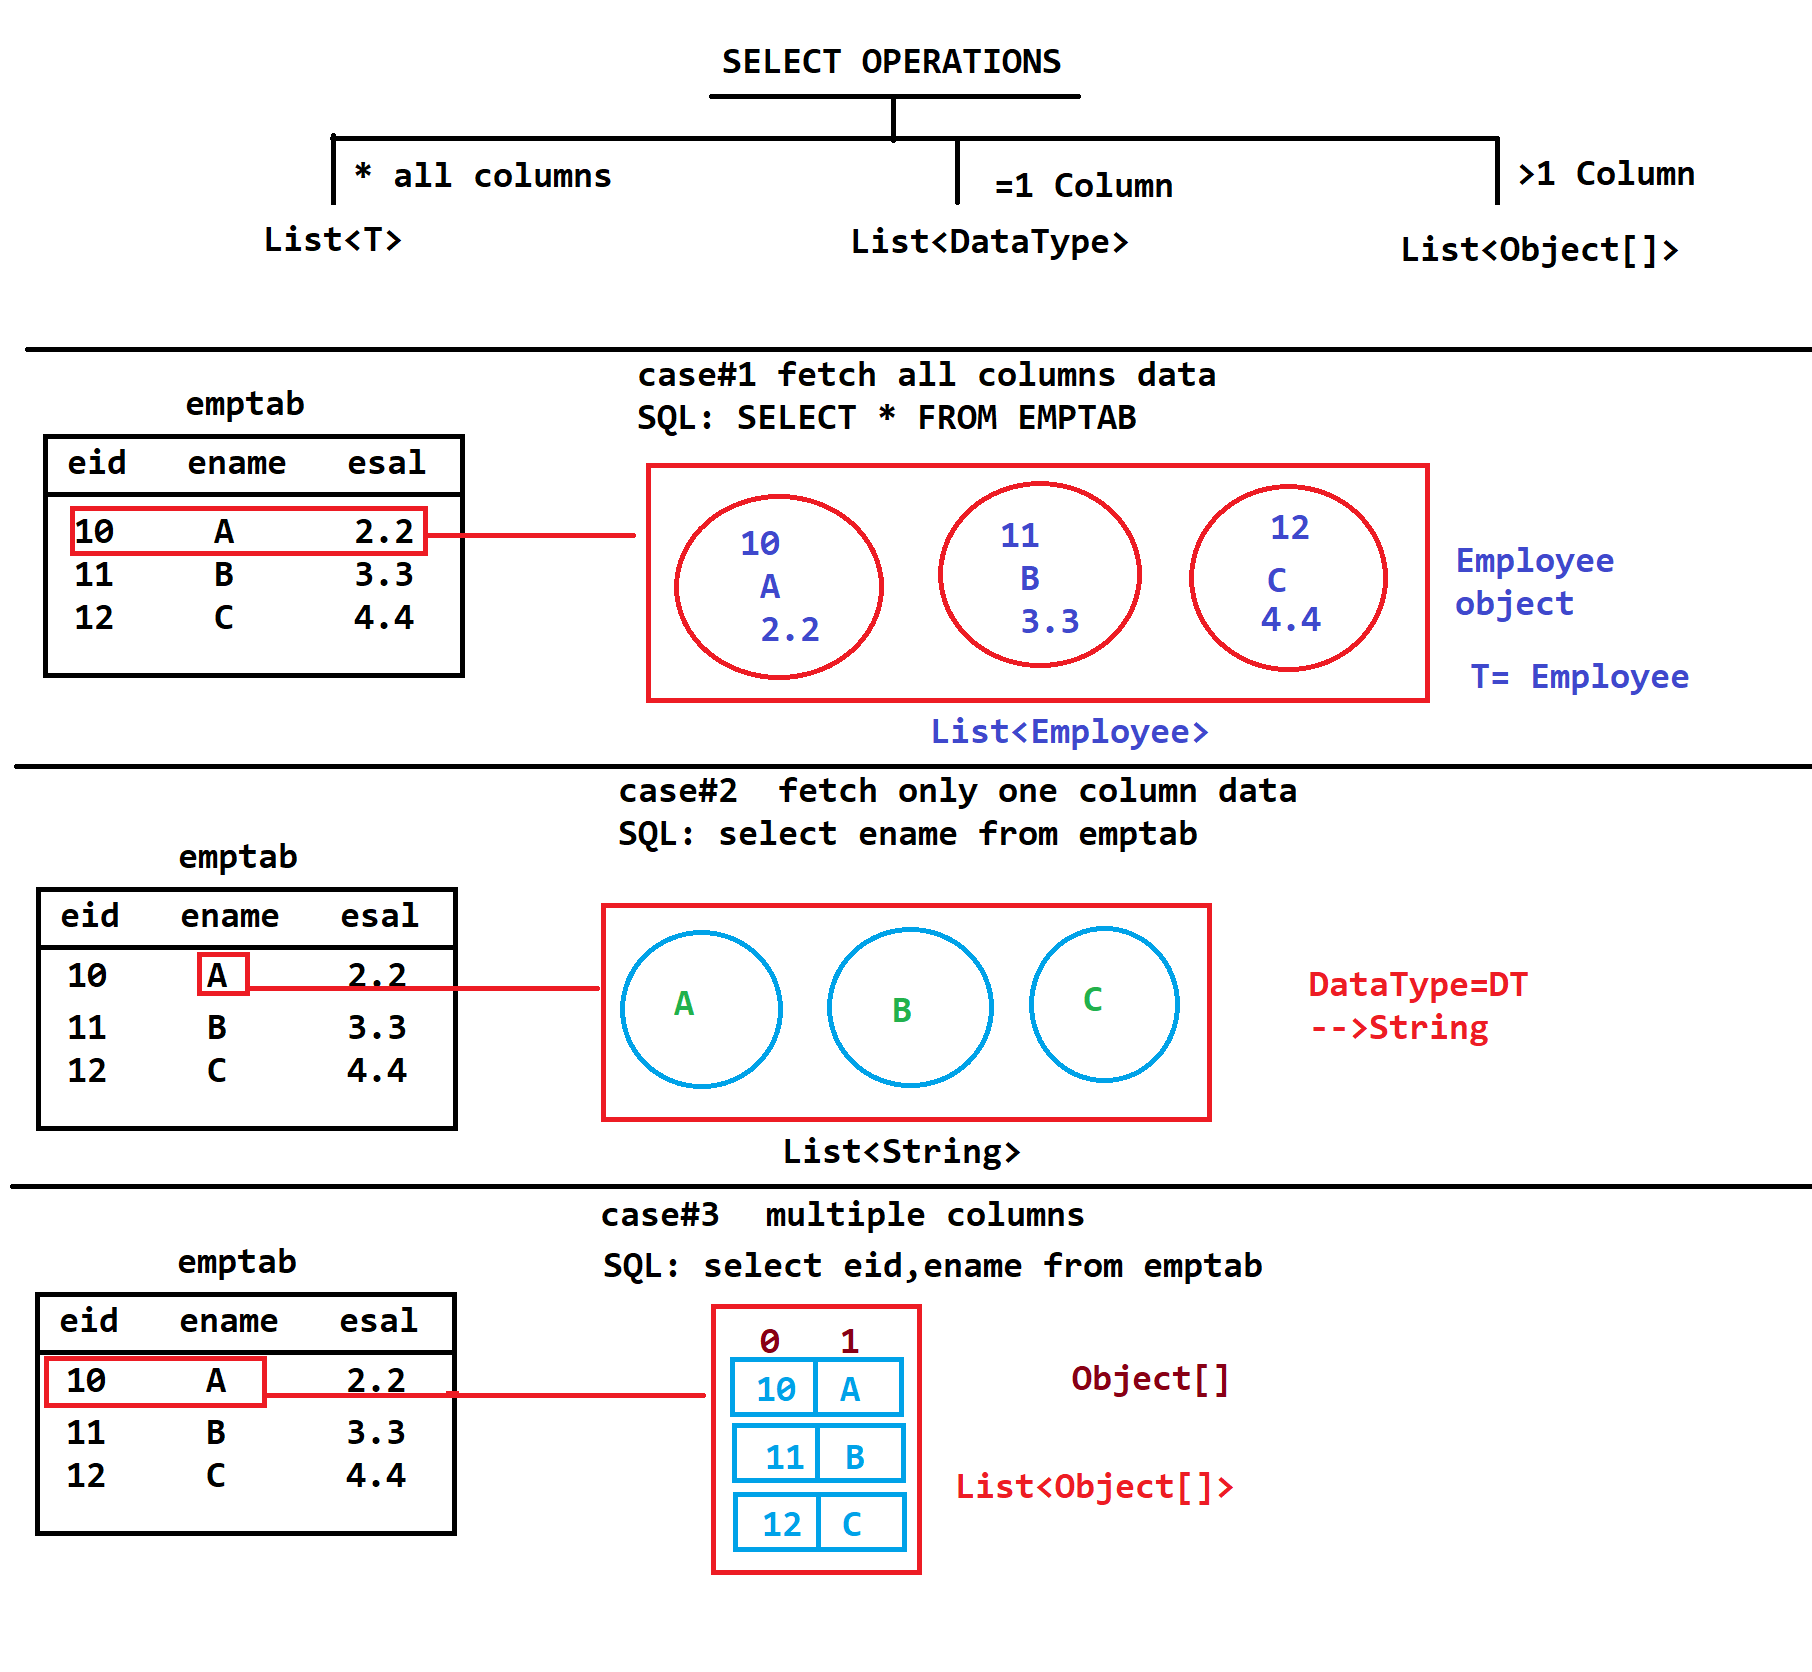 SELECT OPERATIONS
* all columns
=1 Column
>1 Column
List<T>
List<DataType>
List<Object[]>
case#1 fetch all columns data
SQL: SELECT * FROM EMPTAB
emptab
eid ename esal
10 A 2.2
11 B 3.3
12 C 4.4
10
A
2.2
11
B
3.3
12
C
4.4
Employee
object
T= Employee
List<Employee>
case#2 fetch only one column data
SQL: select ename from emptab
emptab
eid ename esal
10 A 2.2
11 B 3.3
12 C 4.4
A
B
C
DataType=DT
-->String
List<String>
case#3 multiple columns
SQL: select eid,ename from emptab
emptab
eid ename esal
10 A 2.2
11 B 3.3
12 C 4.4
0 1
10 A
11 B
12 C
Object[]
List<Object[]>